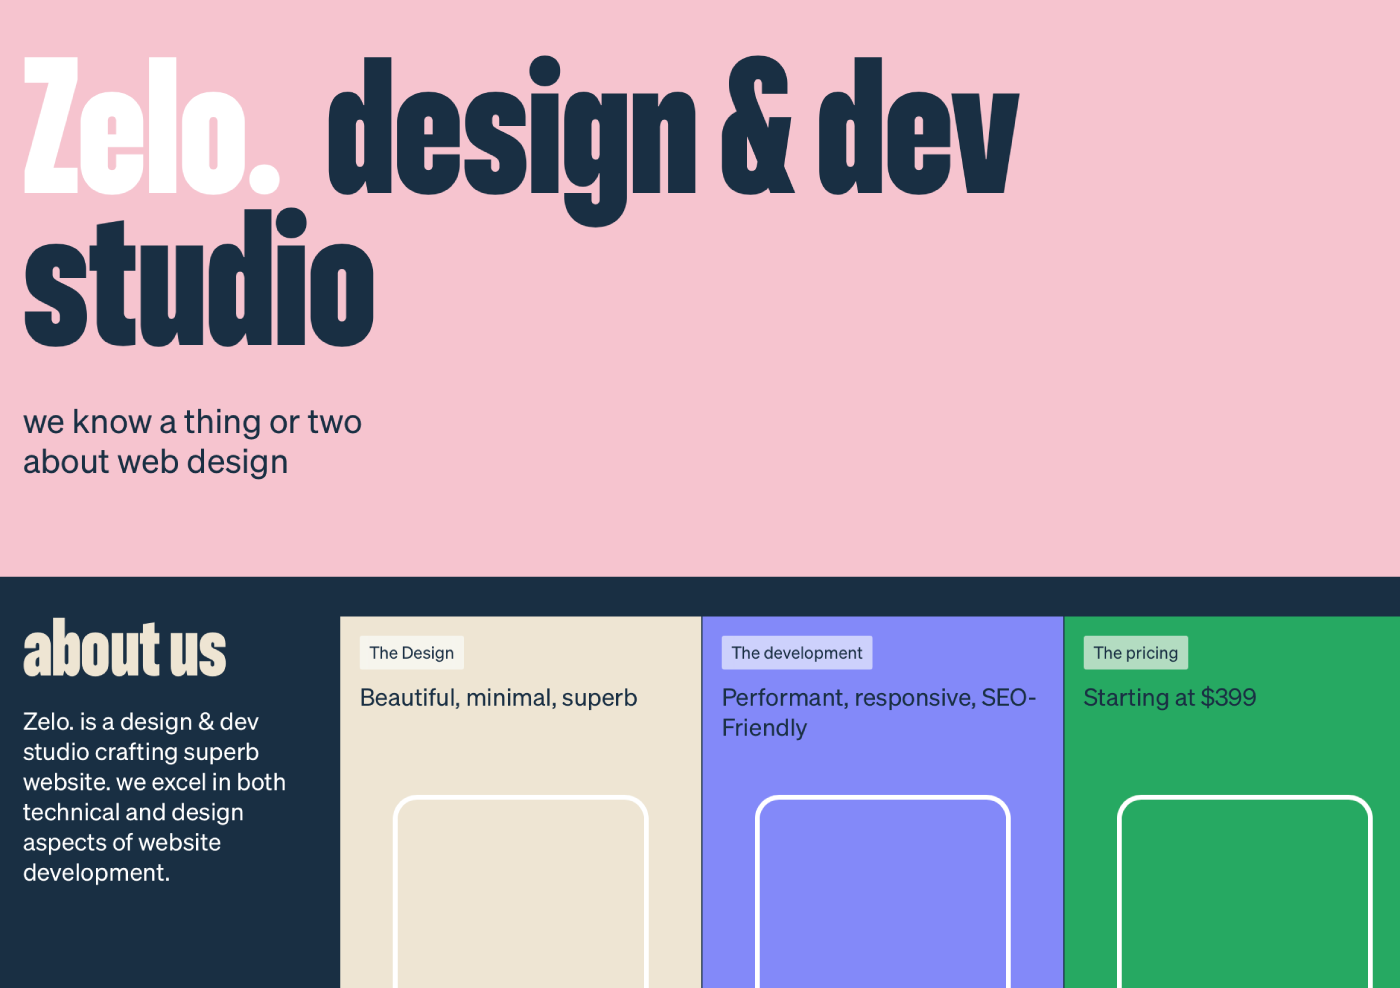 Zelo. design & dev
studio
we know a thing or two
about web design
about us
Zelo. is a design & dev
studio crafting superb
website. we excel in both
technical and design
aspects of website
development.
The Design
Beautiful, minimal, superb
The development
Performant, responsive, SEO-
Friendly
The pricing
Starting at $399